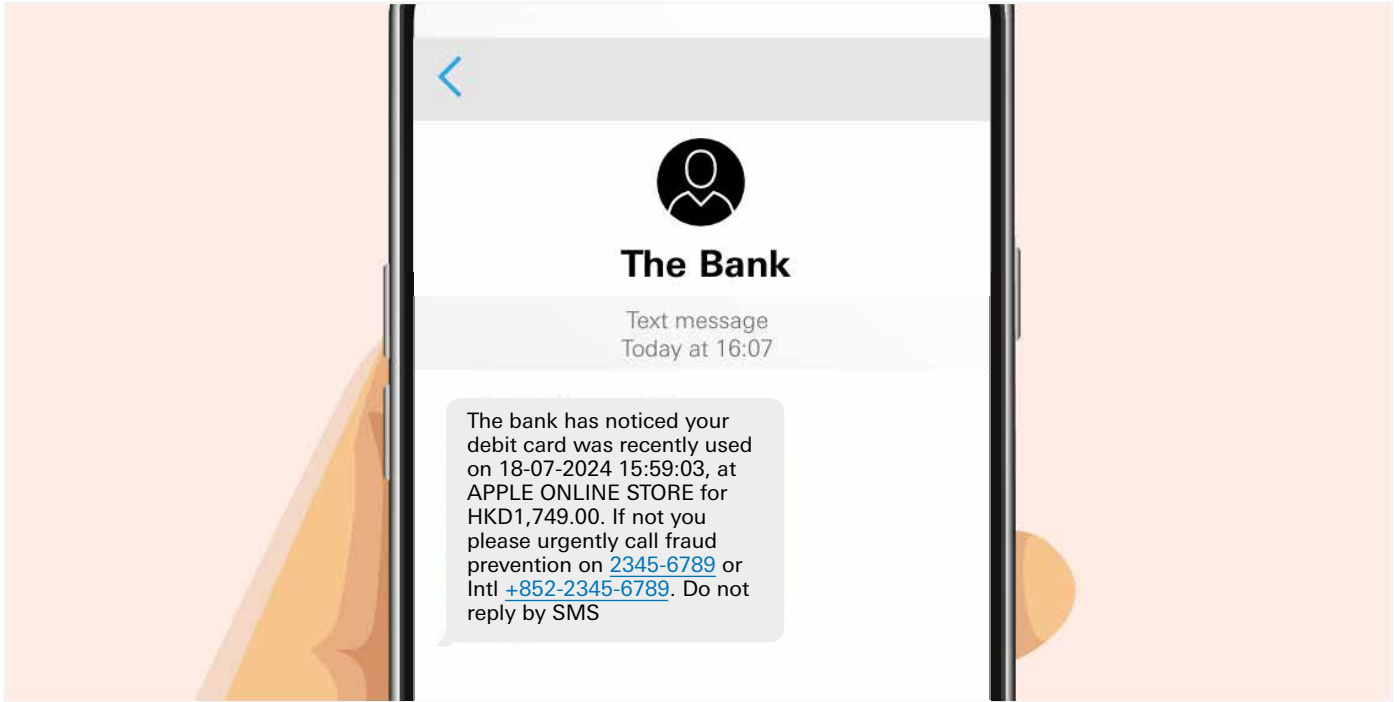 The Bank
Text message
Today at 16:07
The bank has noticed your
debit card was recently used
on 18-07-2024 15:59:03, at
APPLE ONLINE STORE for
HKD1,749.00. If not you
please urgently call fraud
prevention on 2345-6789 or
Intl +852-2345-6789. Do not
reply by SMS